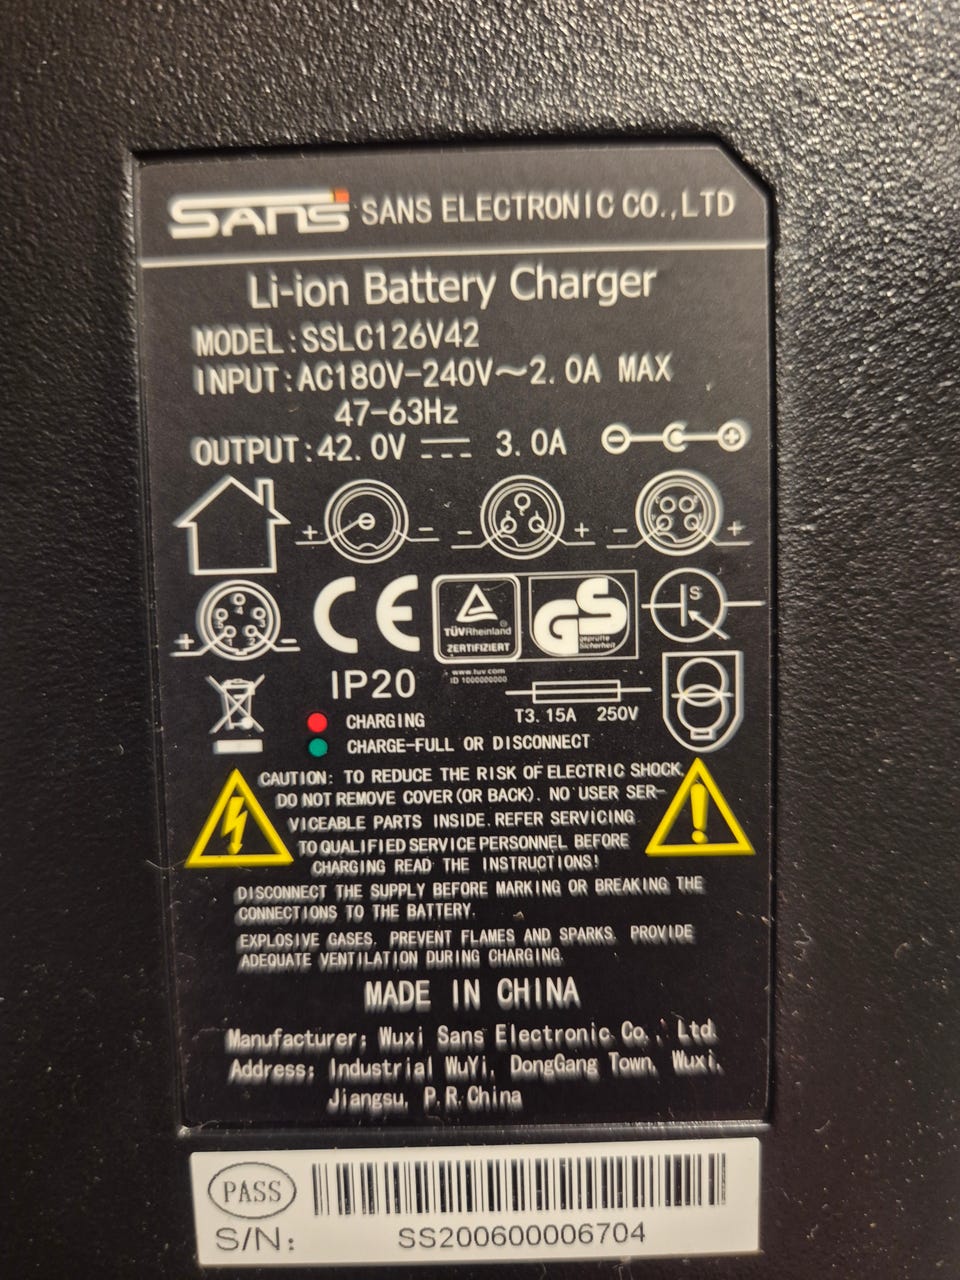 SANS SANS ELECTRONIC CO.,LTD
Li-ion Battery Charger
MODEL:SSLC126V42
INPUT:AC180V-240V~2.0A MAX
47-63Hz
OUTPUT:42.0V 3.0A
+ - - + - +
+ -
TÜVRheinland
ZERTIFIZIERT
GS
geprüfte
Sicherheit
S
CE
www.tuv.com
ID 1000000000
IP20
T3.15A 250V
CHARGING
CHARGE-FULL OR DISCONNECT
CAUTION: TO REDUCE THE RISK OF ELECTRIC SHOCK,
DO NOT REMOVE COVER(OR BACK). NO USER SER-
VICEABLE PARTS INSIDE.REFER SERVICING
TO QUALIFIED SERVICE PERSONNEL BEFORE
CHARGING READ THE INSTRUCTIONS!
DISCONNECT THE SUPPLY BEFORE MARKING OR BREAKING THE
CONNECTIONS TO THE BATTERY.
EXPLOSIVE GASES. PREVENT FLAMES AND SPARKS. PROVIDE
ADEQUATE VENTILATION DURING CHARGING.
MADE IN CHINA
Manufacturer: Wuxi Sans Electronic Co., Ltd.
Address: Industrial WuYi, DongGang Town, Wuxi,
Jiangsu, P.R.China
PASS
S/N: SS200600006704